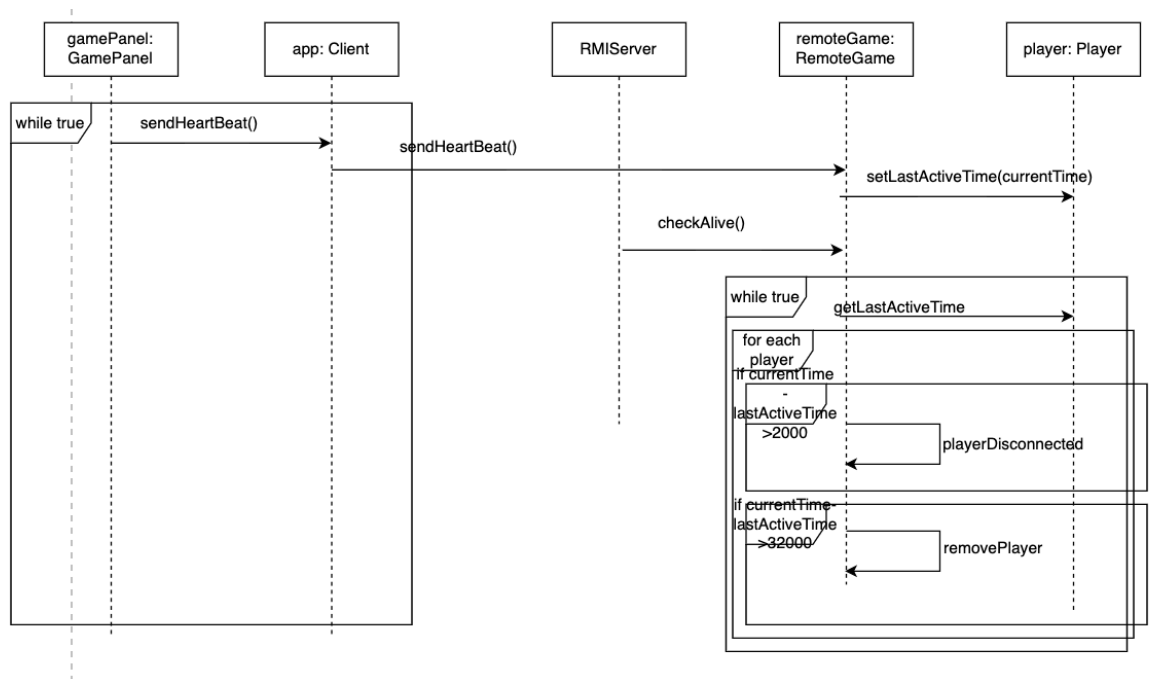 gamePanel:
GamePanel
app: Client
RMIServer
remoteGame:
RemoteGame
player: Player
while true
sendHeartBeat()
sendHeartBeat()
setLastActiveTime(currentTime)
checkAlive()
while true
getLastActiveTime
for each
player
if currentTime
-
lastActiveTime
>2000
playerDisconnected
if currentTime-
lastActiveTime
>32000
removePlayer